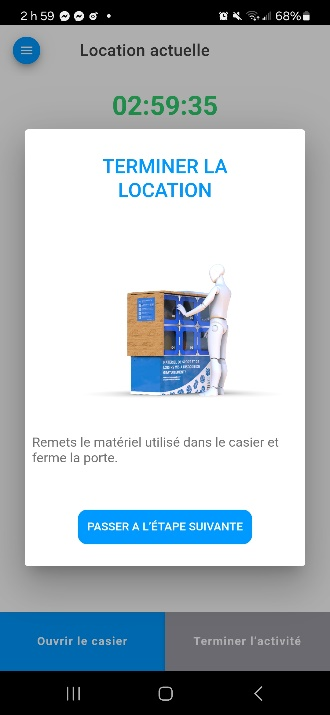 2 h 59
68%
Location actuelle
02:59:35
TERMINER LA
LOCATION
Remets le matériel utilisé dans le casier et
ferme la porte.
PASSER A L'ÉTAPE SUIVANTE
Ouvrir le casier
Terminer l'activité